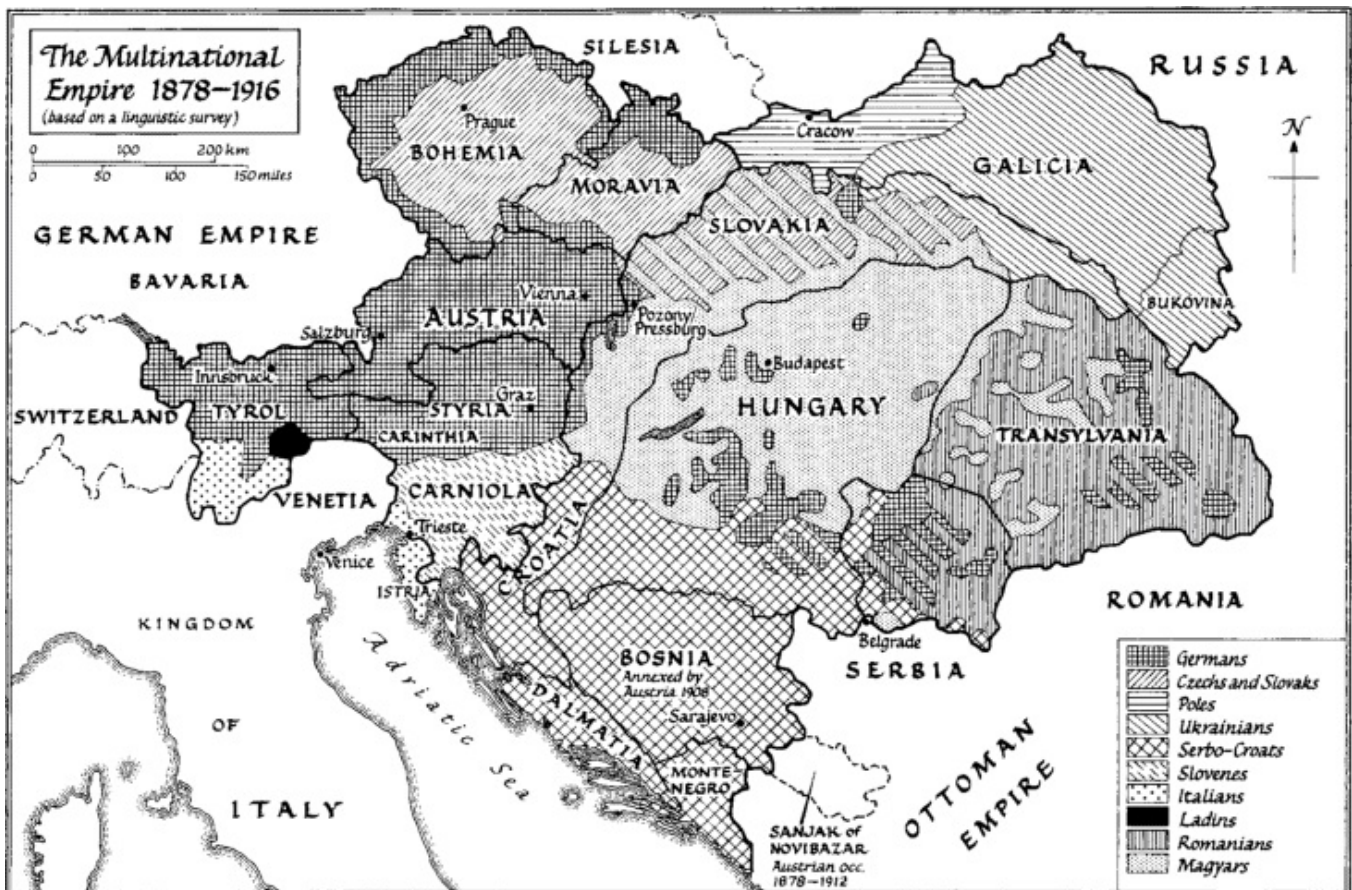 The Multinational
Empire 1878–1916
(based on a linguistic survey)
0 100 200 km
0 50 100 150 miles
SILESIA
RUSSIA
N
Prague
BOHEMIA
MORAVIA
Cracow
GALICIA
SLOVAKIA
GERMAN EMPIRE
BAVARIA
Vienna
AUSTRIA
Pozony/
Pressburg
BUKOVINA
Salzburg
Innsbruck
TYROL
STYRIA
Graz
Budapest
HUNGARY
SWITZERLAND
CARINTHIA
TRANSYLVANIA
VENETIA
CARNIOLA
CROATIA
Trieste
Venice
ISTRIA
KINGDOM
OF
ITALY
Adriatic Sea
DALMATIA
BOSNIA
Annexed by
Austria 1908
Sarajevo
MONTE-
NEGRO
Belgrade
SERBIA
ROMANIA
SANJAK of
NOVIBAZAR
Austrian occ.
1878–1912
OTTOMAN
EMPIRE
Germans
Czechs and Slovaks
Poles
Ukrainians
Serbo-Croats
Slovenes
Italians
Ladins
Romanians
Magyars